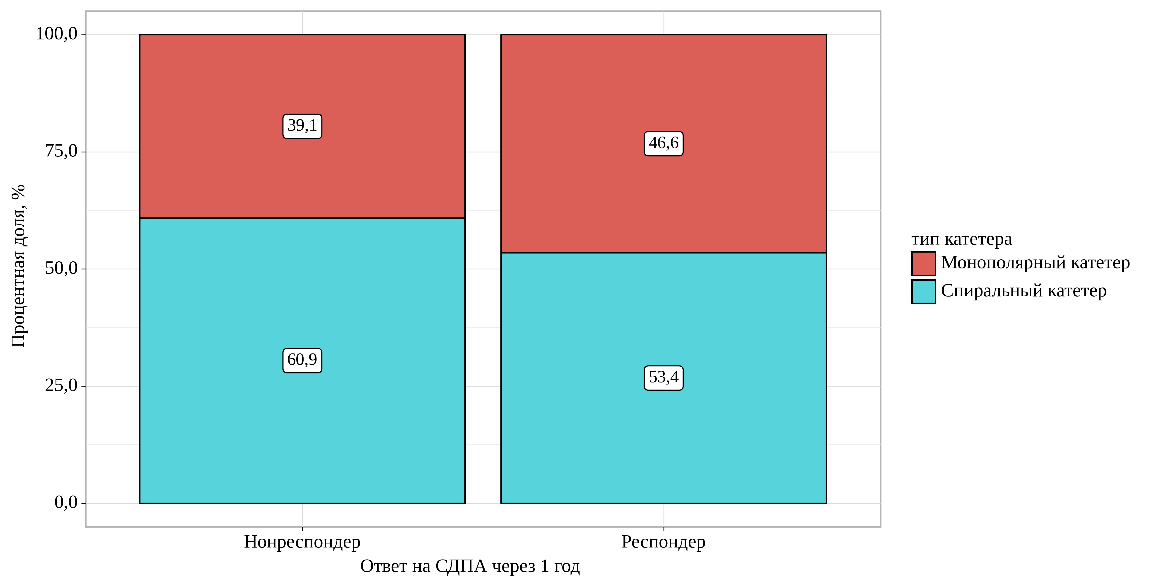 Процентная доля, %
100,0
75,0
50,0
25,0
0,0
39,1
46,6
60,9
53,4
Нонреспондер
Респондер
Ответ на СДПА через 1 год
тип катетера
Монополярный катетер
Спиральный катетер